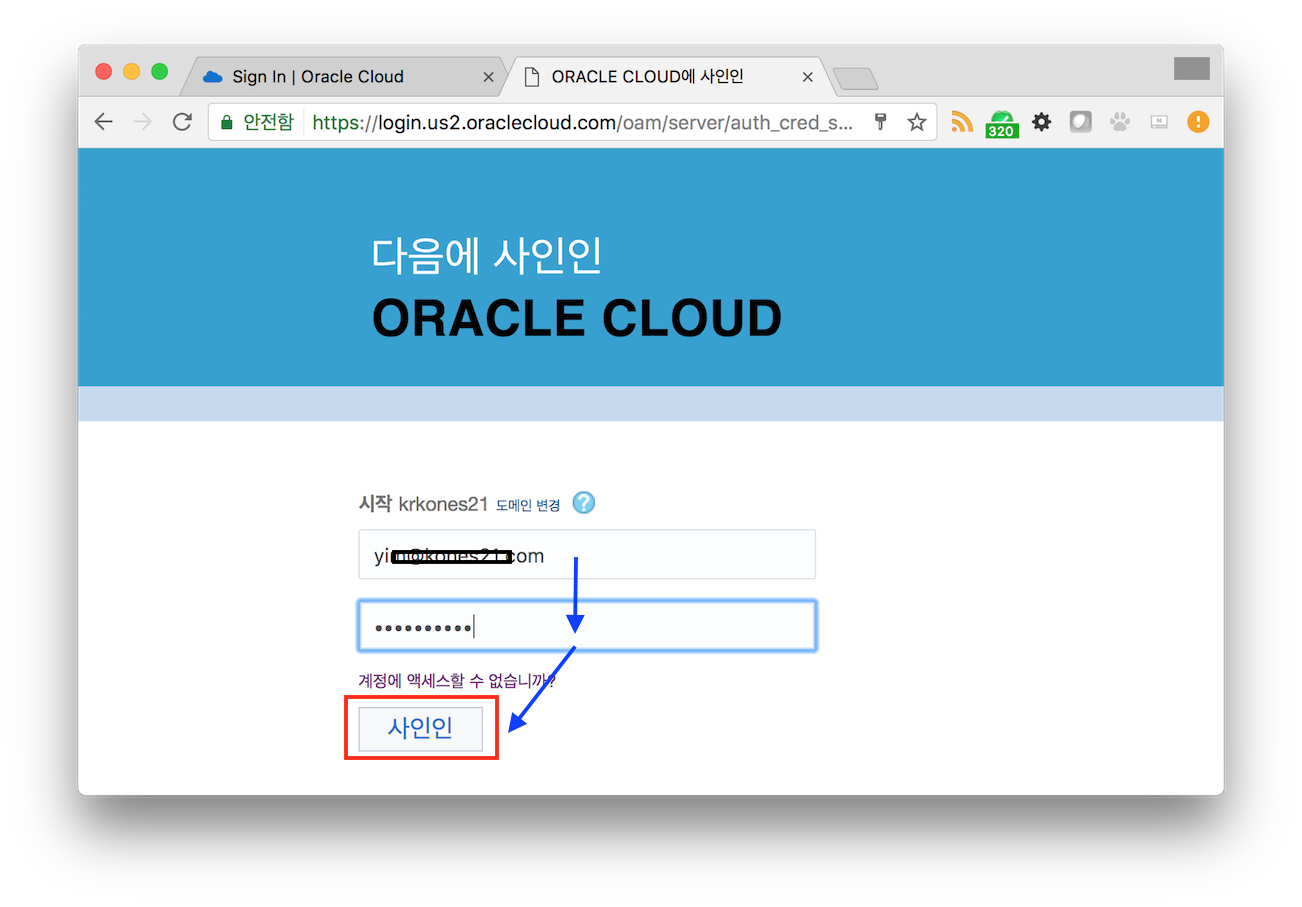 Sign In | Oracle Cloud
ORACLE CLOUD에 사인인
안전함 https://login.us2.oraclecloud.com/oam/server/auth_cred_s...
320
다음에 사인인
ORACLE CLOUD
시작 krkones21 도메인 변경 ?
계정에 액세스할 수 없습니까?
사인인